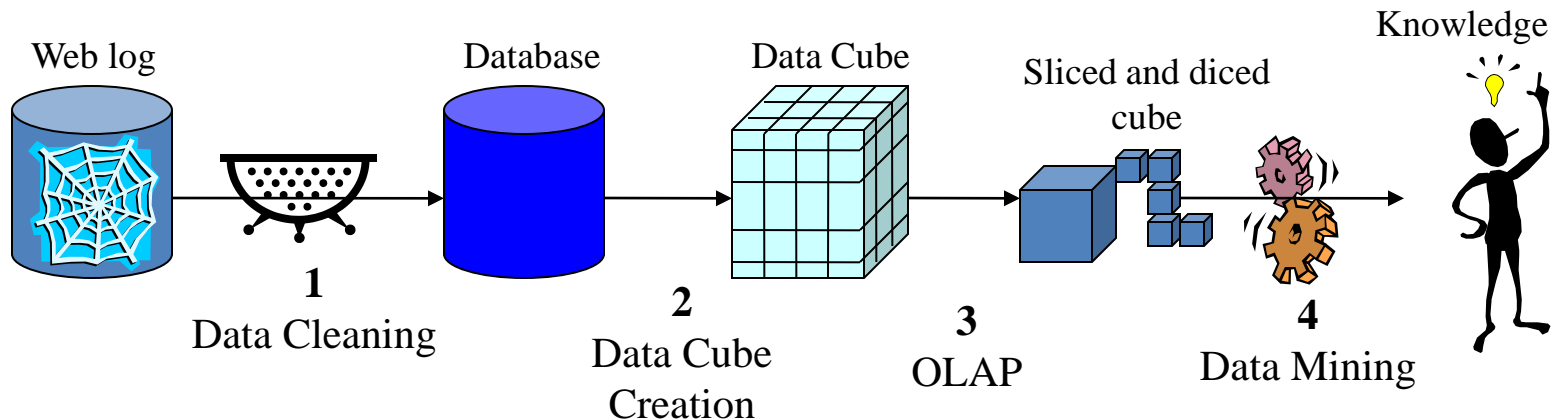 Web log
Database
Data Cube
Sliced and diced
cube
Knowledge
1
Data Cleaning
2
Data Cube
Creation
3
OLAP
4
Data Mining